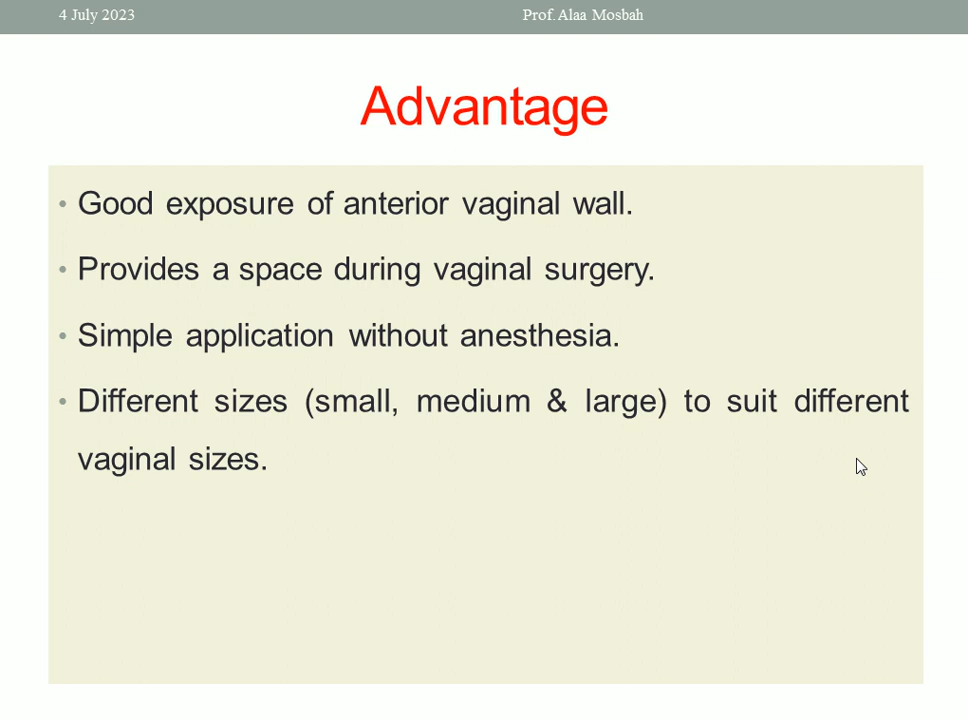 4 July 2023 Prof. Alaa Mosbah
Advantage
• Good exposure of anterior vaginal wall.
• Provides a space during vaginal surgery.
• Simple application without anesthesia.
• Different sizes (small, medium & large) to suit different
vaginal sizes.